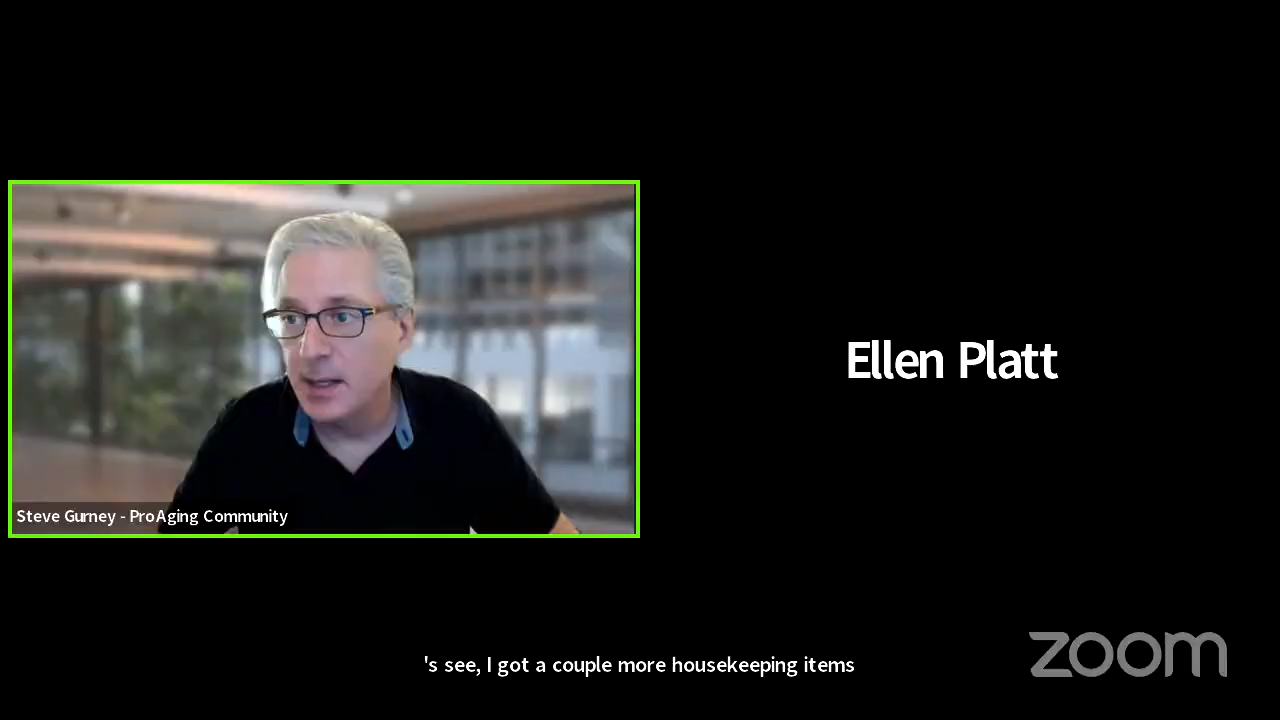 Ellen Platt
Steve Gurney - ProAging Community
's see, I got a couple more housekeeping items
zoom